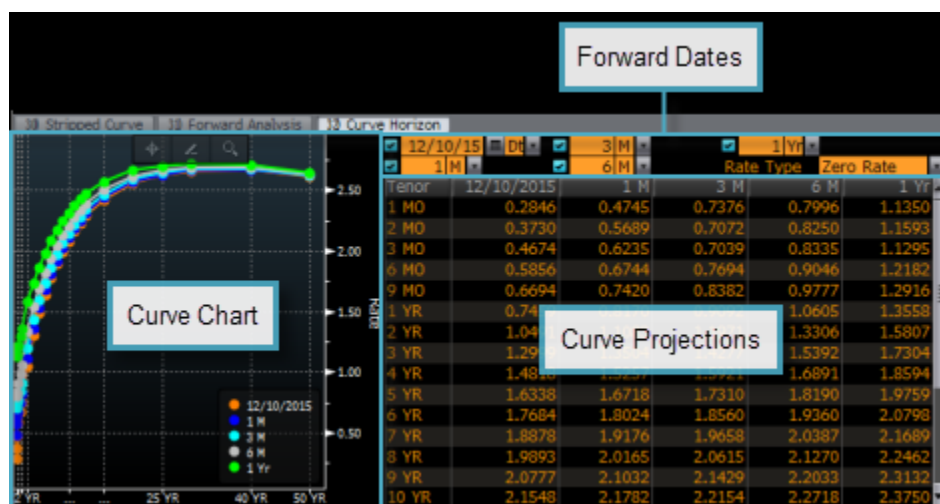 Forward Dates
30 Stripped Curve 30 Forward Analysis 30 Curve Horizon
12/10/15 Dt 3 M 1 Yr
1 M 6 M Rate Type Zero Rate
Tenor 12/10/2015 1 M 3 M 6 M 1 Yr
1 MO 0.2846 0.4745 0.7376 0.7996 1.1350
2 MO 0.3730 0.5689 0.7072 0.8250 1.1593
3 MO 0.4674 0.6235 0.7039 0.8335 1.1295
6 MO 0.5856 0.6744 0.7694 0.9046 1.2182
9 MO 0.6694 0.7420 0.8382 0.9777 1.2916
1 YR 1.0605 1.3558
2 YR 1.3306 1.5807
3 YR 1.5392 1.7304
4 YR 1.6891 1.8594
5 YR 1.6338 1.6718 1.7310 1.8190 1.9759
6 YR 1.7684 1.8024 1.8560 1.9360 2.0798
7 YR 1.8878 1.9176 1.9658 2.0387 2.1689
8 YR 1.9893 2.0165 2.0615 2.1270 2.2462
9 YR 2.0777 2.1032 2.1429 2.2033 2.3132
10 YR 2.1548 2.1782 2.2154 2.2718 2.3750
Curve Projections
Curve Chart
2.50
2.00
1.50
1.00
0.50
Rate
12/10/2015
1 M
3 M
6 M
1 Yr
25 YR 40 YR 50 YR